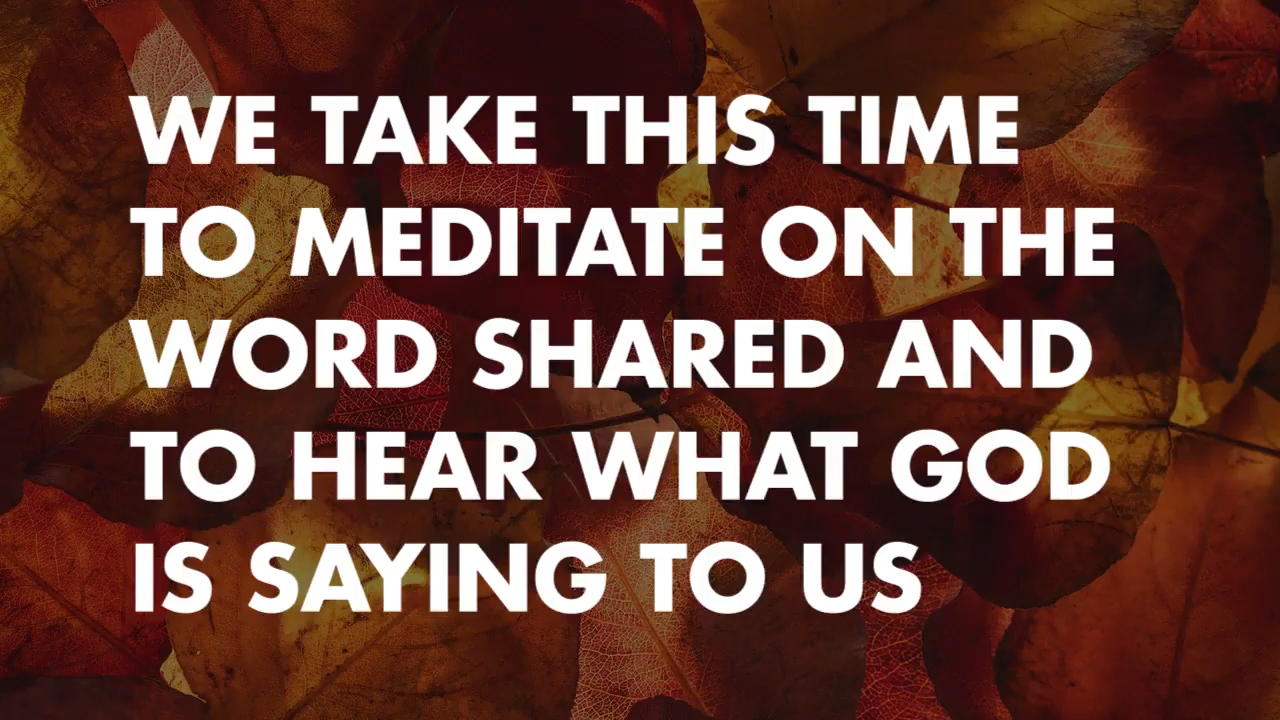 WE TAKE THIS TIME
TO MEDITATE ON THE
WORD SHARED AND
TO HEAR WHAT GOD
IS SAYING TO US